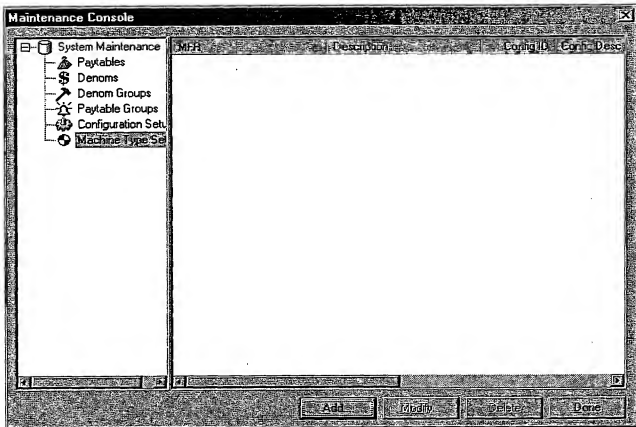 Maintenance Console
System Maintenance
Paytables
Denoms
Denom Groups
Paytable Groups
Configuration Setu
Machine Type Set
MFR Description Config ID Conf. Desc
Add Modify Delete Done